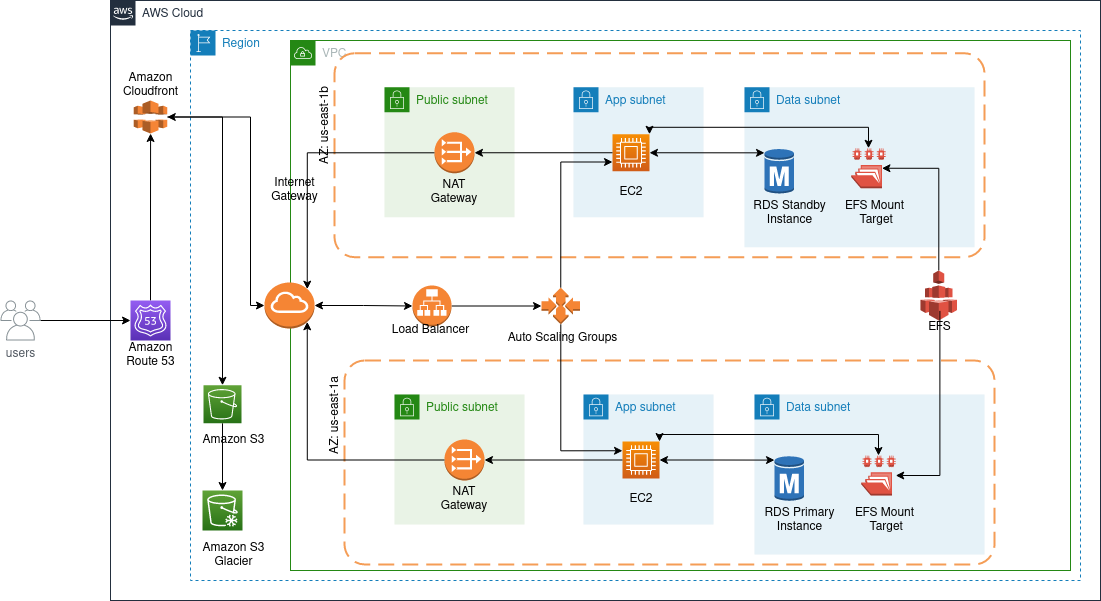 aws
AWS Cloud
Region
VPC
Amazon
Cloudfront
AZ: us-east-1b
Public subnet
App subnet
Data subnet
NAT
Gateway
EC2
M
RDS Standby
Instance
EFS Mount
Target
Internet
Gateway
users
53
Amazon
Route 53
Load Balancer
Auto Scaling Groups
EFS
Amazon S3
Amazon S3
Glacier
AZ: us-east-1a
Public subnet
App subnet
Data subnet
NAT
Gateway
EC2
M
RDS Primary
Instance
EFS Mount
Target